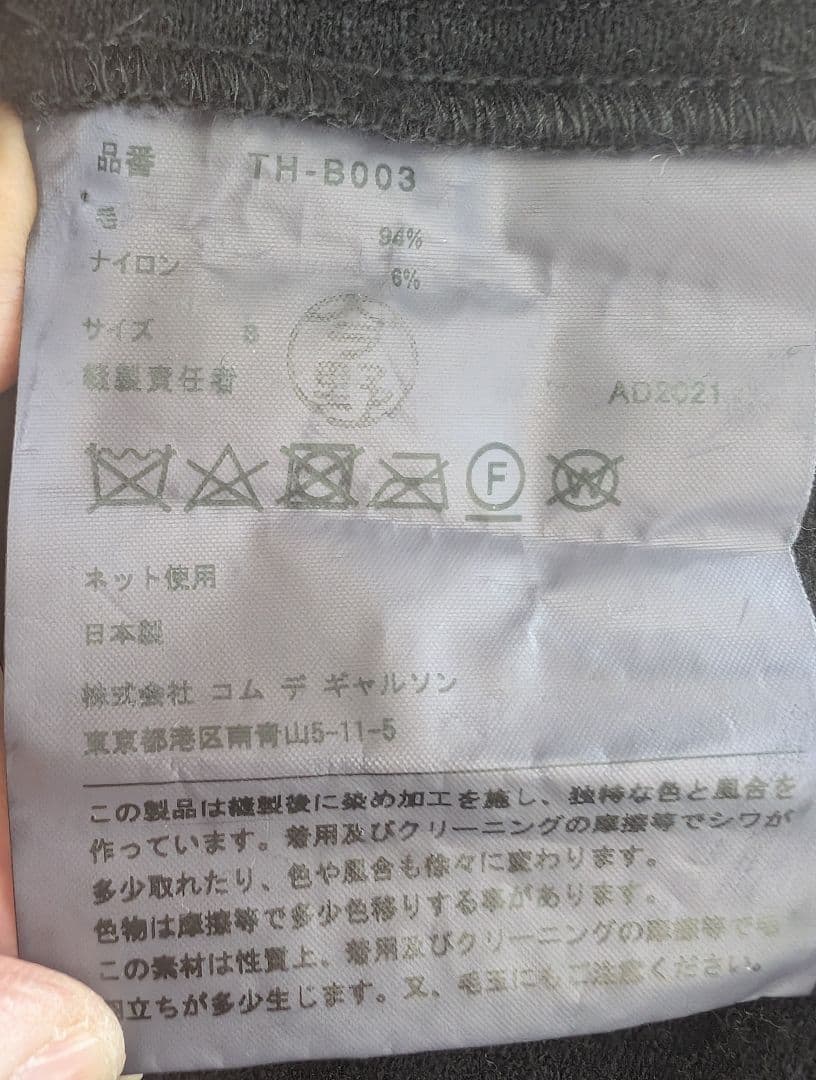 品番 TH-B003
毛 94%
ナイロン 6%
サイズ S
縫製責任者
AD2021
F W
ネット使用
日本製
株式会社 コム デ ギャルソン
東京都港区南青山5-11-5
この製品は縫製後に染め加工を施し、独特な色と風合を
作っています。着用及びクリーニングの摩擦等でシワが
多少取れたり、色や風合も徐々に変わります。
色物は摩擦等で多少色移りする事があります。
この素材は性質上、着用及びクリーニングの摩擦等で毛
羽立ちが多少生じます。又、毛玉にもご注意ください。